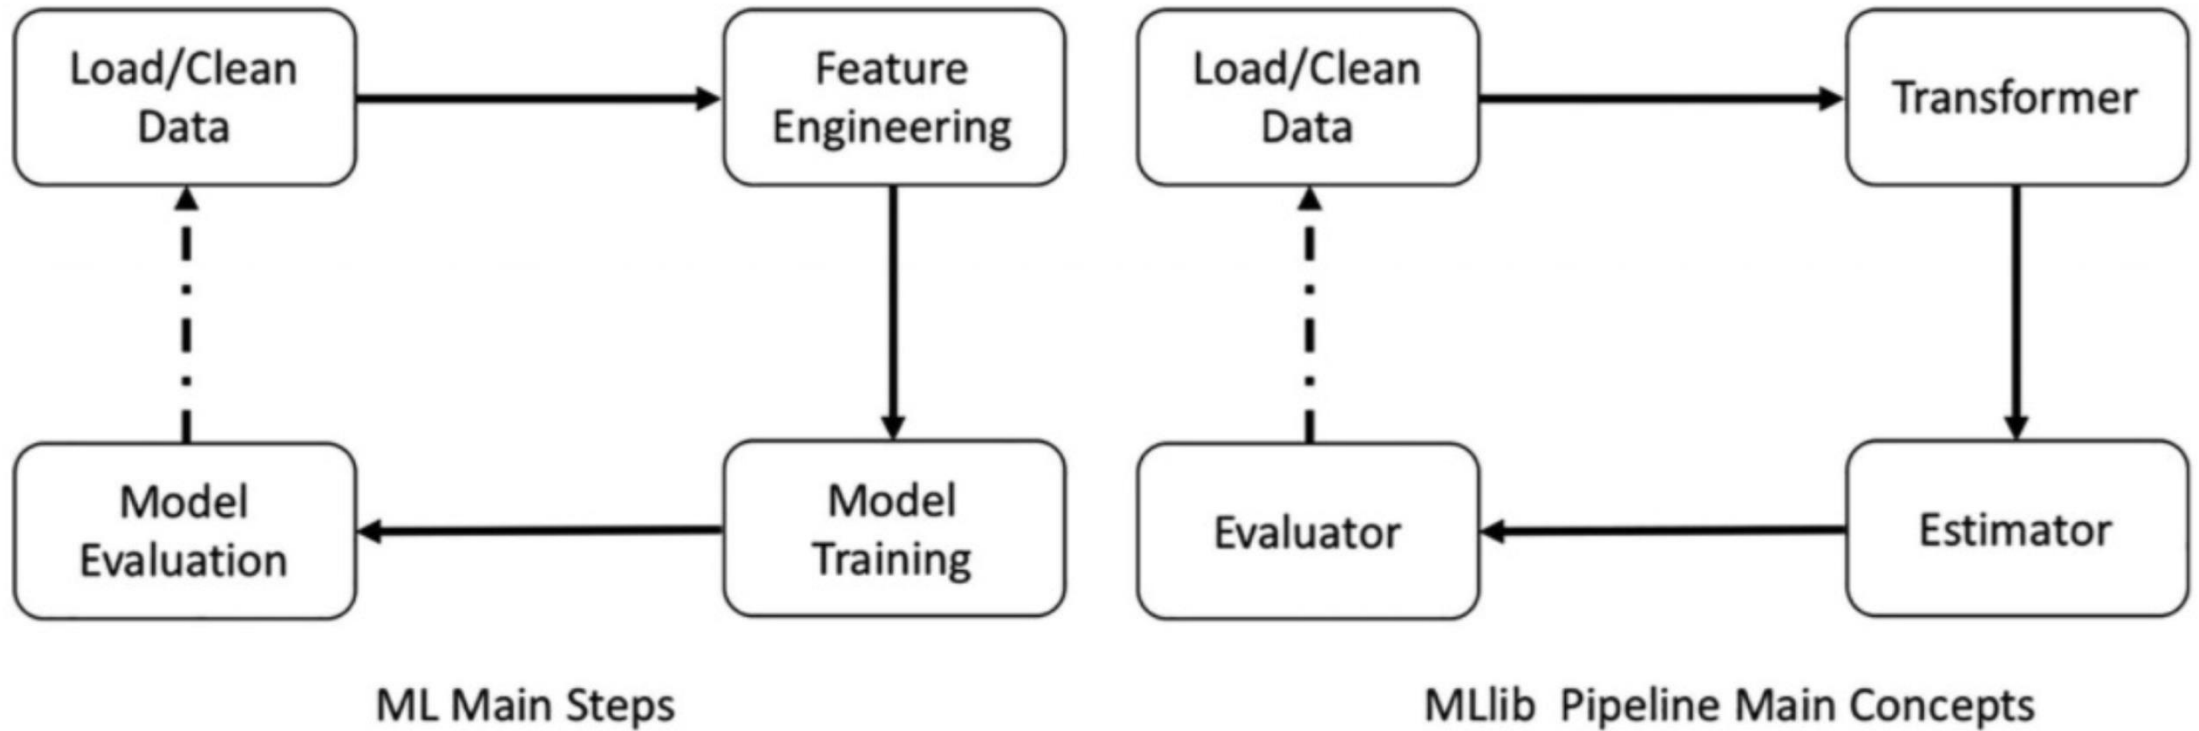 Load/Clean
Data
Feature
Engineering
Model
Evaluation
Model
Training
ML Main Steps
Load/Clean
Data
Transformer
Evaluator
Estimator
MLlib Pipeline Main Concepts